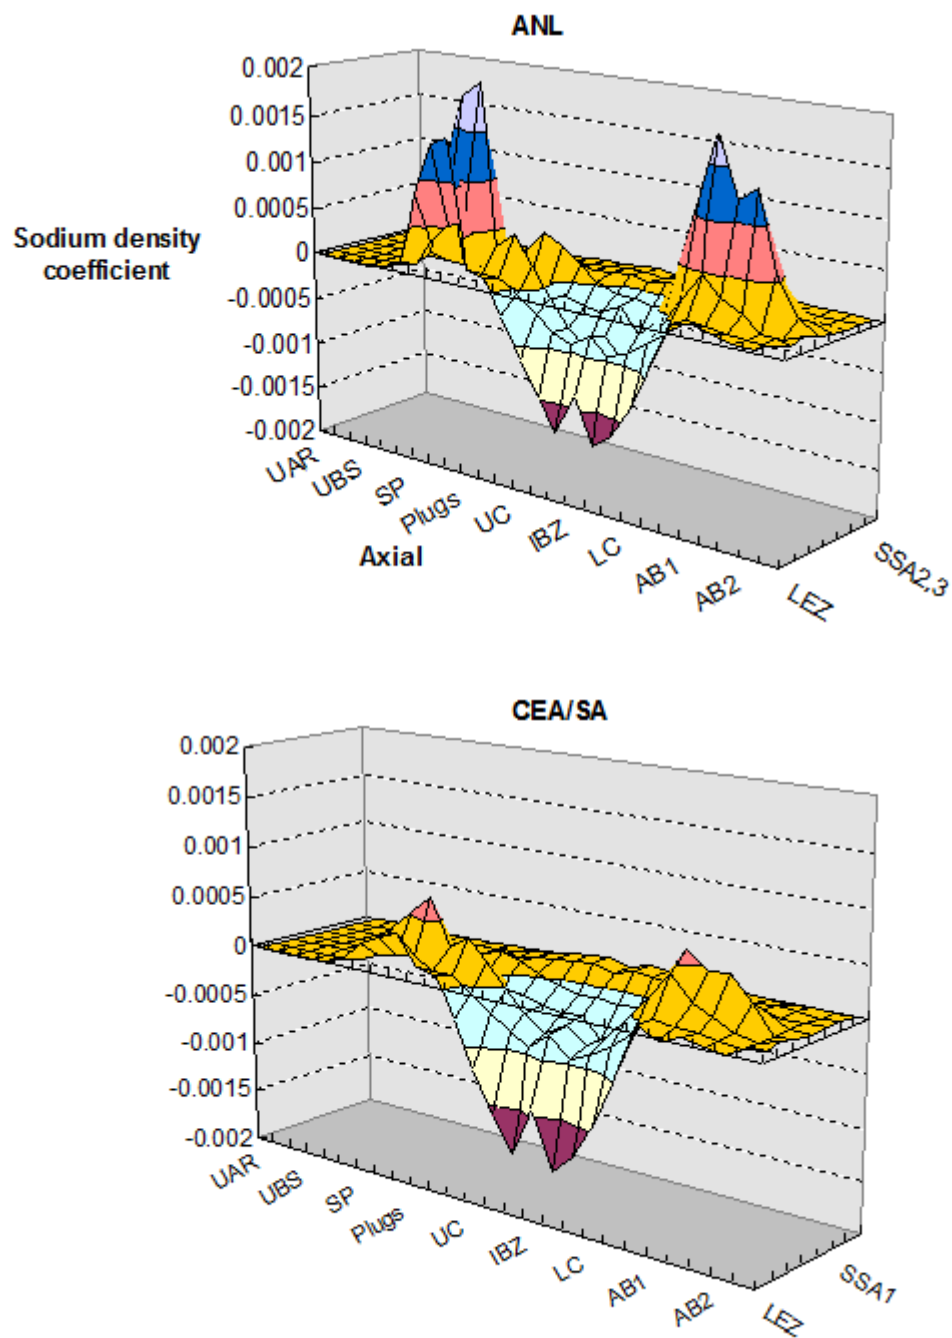 ANL
0.002
0.0015
0.001
0.0005
0
-0.0005
-0.001
-0.0015
-0.002
Sodium density
coefficient
UAR
UBS
SP
Plugs
UC
IBZ
LC
AB1
AB2
LEZ
SSA2,3
Axial
CEA/SA
0.002
0.0015
0.001
0.0005
0
-0.0005
-0.001
-0.0015
-0.002
UAR
UBS
SP
Plugs
UC
IBZ
LC
AB1
AB2
LEZ
SSA1